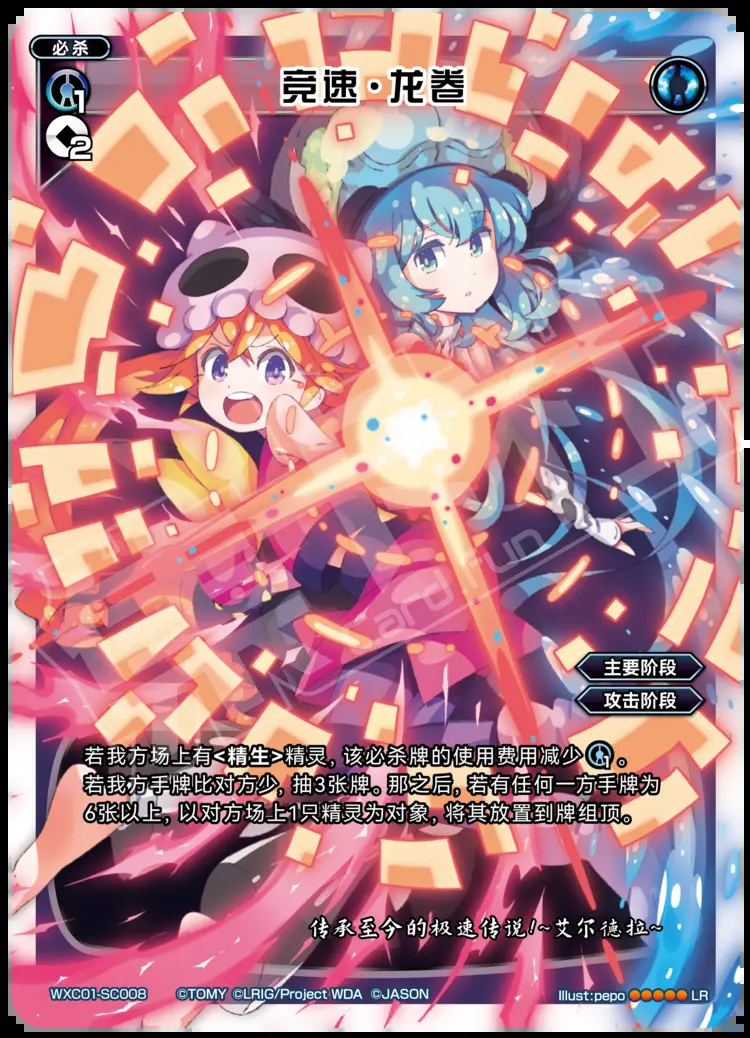 必杀
竞速·龙卷
1
2
ard fun
主要阶段
攻击阶段
若我方场上有<精生>精灵，该必杀牌的使用费用减少1。
若我方手牌比对方少，抽3张牌。那之后，若有任何一方手牌为
6张以上，以对方场上1只精灵为对象，将其放置到牌组顶。
传承至今的极速传说!~艾尔德拉~
WXC01-SC008 ©TOMY ©LRIG/Project WDA ©JASON Illust:pepo LR